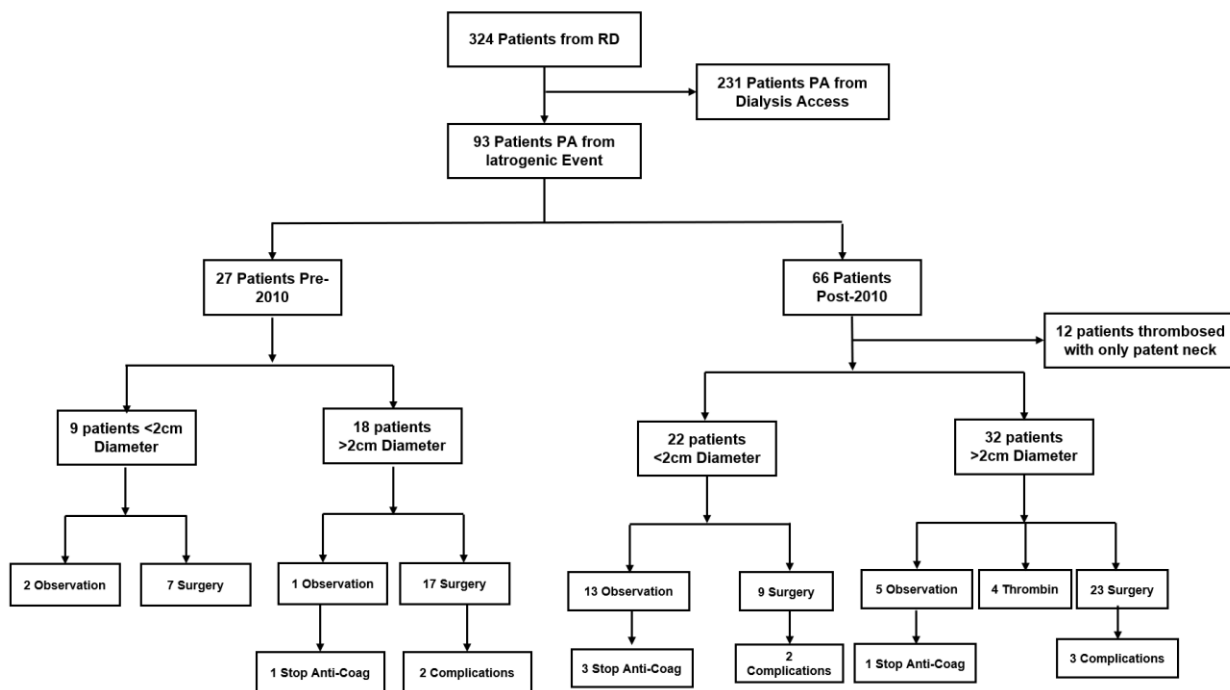 324 Patients from RD
231 Patients PA from
Dialysis Access
93 Patients PA from
Iatrogenic Event
27 Patients Pre-
2010
66 Patients
Post-2010
12 patients thrombosed
with only patent neck
9 patients <2cm
Diameter
18 patients
>2cm Diameter
22 patients
<2cm Diameter
32 patients
>2cm Diameter
2 Observation
7 Surgery
1 Observation
17 Surgery
13 Observation
9 Surgery
5 Observation
4 Thrombin
23 Surgery
1 Stop Anti-Coag
2 Complications
3 Stop Anti-Coag
2
Complications
1 Stop Anti-Coag
3 Complications